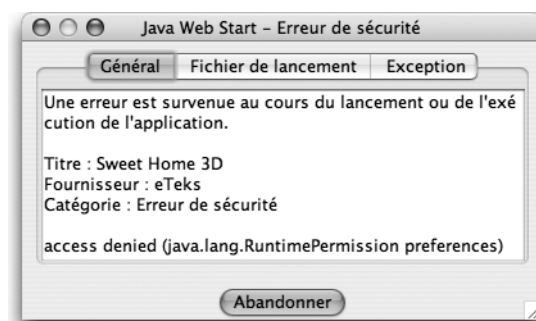 Java Web Start – Erreur de sécurité
Général Fichier de lancement Exception
Une erreur est survenue au cours du lancement ou de l'exé
cution de l'application.
Titre : Sweet Home 3D
Fournisseur : eTeks
Catégorie : Erreur de sécurité
access denied (java.lang.RuntimePermission preferences)
Abandonner